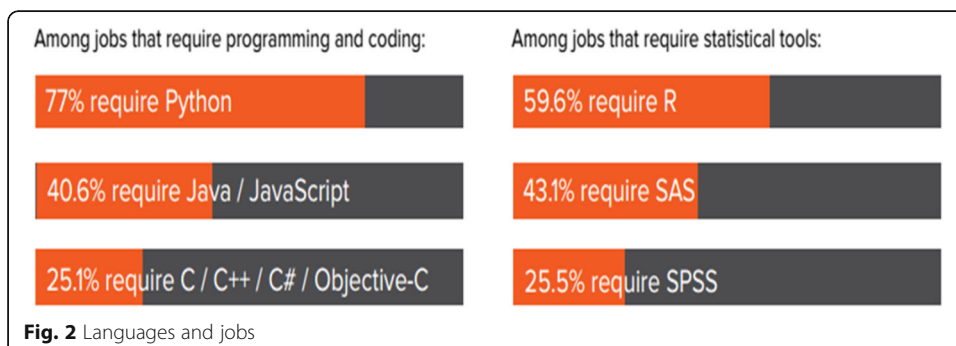 Among jobs that require programming and coding:
77% require Python
40.6% require Java / JavaScript
25.1% require C / C++ / C# / Objective-C
Among jobs that require statistical tools:
59.6% require R
43.1% require SAS
25.5% require SPSS
Fig. 2 Languages and jobs